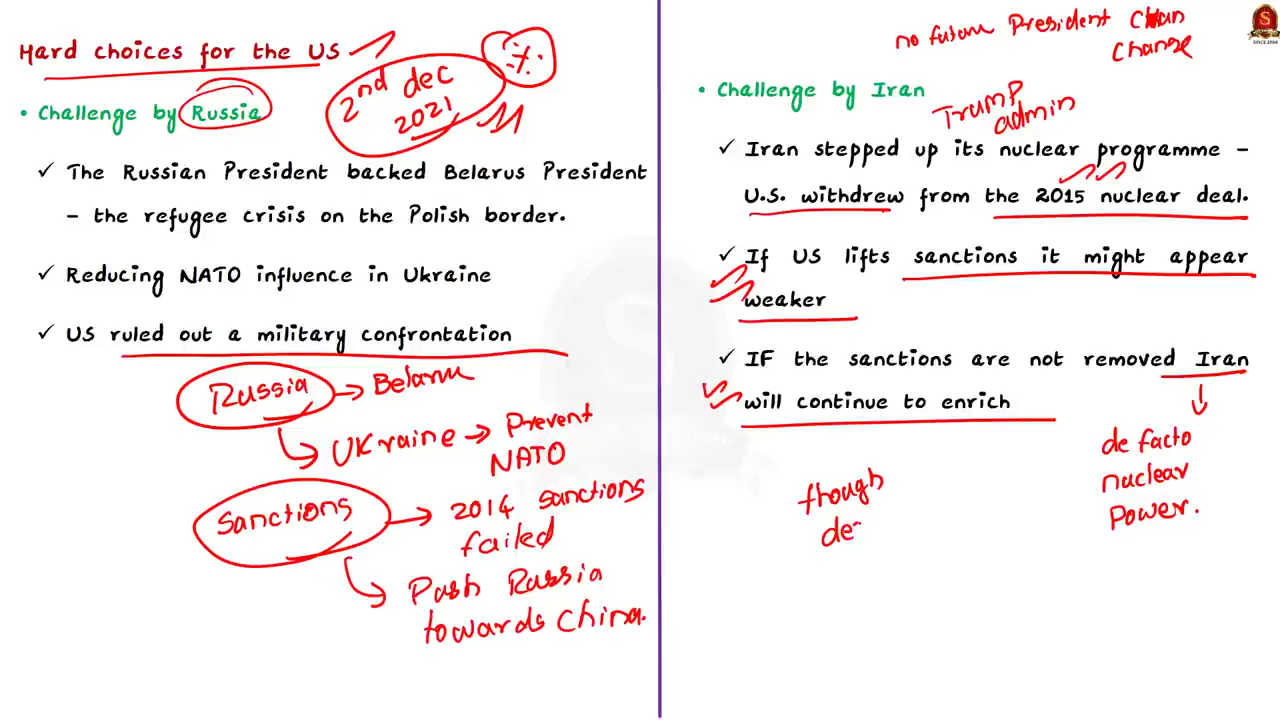 Hard choices for the US
2nd dec
2021
• Challenge by Russia
✓ The Russian President backed Belarus President
– the refugee crisis on the Polish border.
✓ Reducing NATO influence in Ukraine
✓ US ruled out a military confrontation
Russia → Belarus
Ukraine → Prevent
NATO
Sanctions → 2014 sanctions
failed
Push Russia
towards China.
no future President Chan
Change
• Challenge by Iran
Trump
admin
✓ Iran stepped up its nuclear programme –
U.S. withdrew from the 2015 nuclear deal.
✓ If US lifts sanctions it might appear
weaker
✓ IF the sanctions are not removed Iran
will continue to enrich
de facto
nuclear
Power.
though
de
S
SINCE 2004